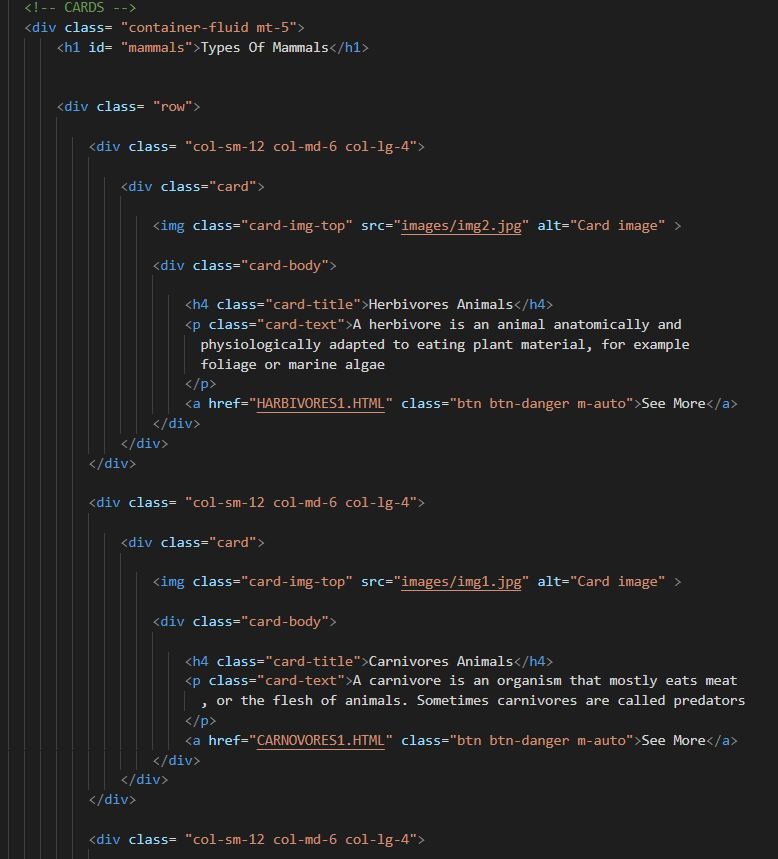 <!-- CARDS -->
<div class= "container-fluid mt-5">
<h1 id= "mammals">Types Of Mammals</h1>
<div class= "row">
<div class= "col-sm-12 col-md-6 col-lg-4">
<div class="card">
<img class="card-img-top" src="images/img2.jpg" alt="Card image" >
<div class="card-body">
<h4 class="card-title">Herbivores Animals</h4>
<p class="card-text">A herbivore is an animal anatomically and
physiologically adapted to eating plant material, for example
foliage or marine algae
</p>
<a href="HARBIVORES1.HTML" class="btn btn-danger m-auto">See More</a>
</div>
</div>
</div>
<div class= "col-sm-12 col-md-6 col-lg-4">
<div class="card">
<img class="card-img-top" src="images/img1.jpg" alt="Card image" >
<div class="card-body">
<h4 class="card-title">Carnivores Animals</h4>
<p class="card-text">A carnivore is an organism that mostly eats meat
, or the flesh of animals. Sometimes carnivores are called predators
</p>
<a href="CARNOVORES1.HTML" class="btn btn-danger m-auto">See More</a>
</div>
</div>
</div>
<div class= "col-sm-12 col-md-6 col-lg-4">